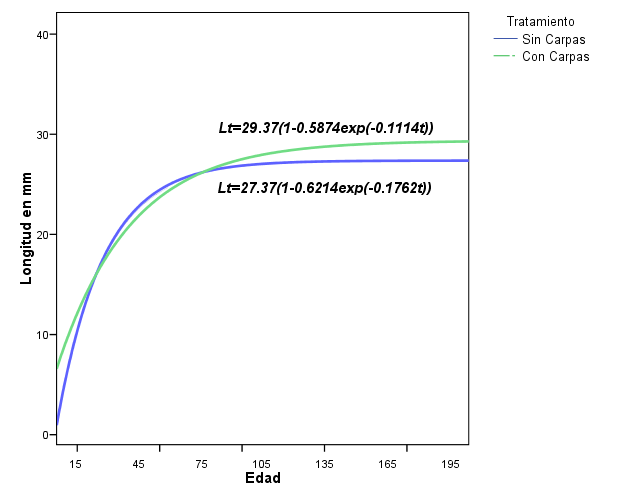 Tratamiento
Sin Carpas
Con Carpas
40
30
20
10
0
Longitud en mm
Lt=29.37(1-0.5874exp(-0.1114t))
Lt=27.37(1-0.6214exp(-0.1762t))
15 45 75 105 135 165 195
Edad